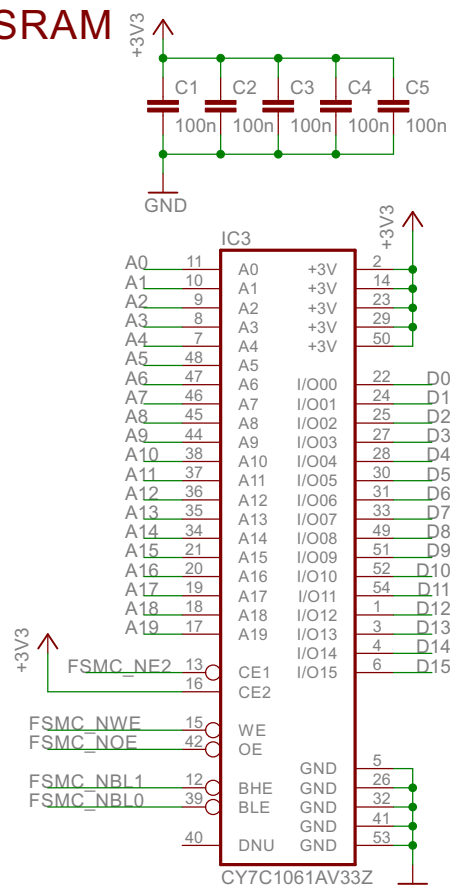 SRAM
+3V3
C1 C2 C3 C4 C5
100n 100n 100n 100n 100n
GND
IC3
+3V3
A0 11 A0 +3V 2
A1 10 A1 +3V 14
A2 9 A2 +3V 23
A3 8 A3 +3V 29
A4 7 A4 +3V 50
A5 48 A5
A6 47 A6 I/O00 22 D0
A7 46 A7 I/O01 24 D1
A8 45 A8 I/O02 25 D2
A9 44 A9 I/O03 27 D3
A10 38 A10 I/O04 28 D4
A11 37 A11 I/O05 30 D5
A12 36 A12 I/O06 31 D6
A13 35 A13 I/O07 33 D7
A14 34 A14 I/O08 49 D8
A15 21 A15 I/O09 51 D9
A16 20 A16 I/O10 52 D10
A17 19 A17 I/O11 54 D11
A18 18 A18 I/O12 1 D12
A19 17 A19 I/O13 3 D13
I/O14 4 D14
+3V3
FSMC_NE2 13 CE1 I/O15 6 D15
16 CE2
FSMC_NWE 15 WE
FSMC_NOE 42 OE
GND 5
FSMC_NBL1 12 BHE GND 26
FSMC_NBL0 39 BLE GND 32
GND 41
40 DNU GND 53
CY7C1061AV33Z